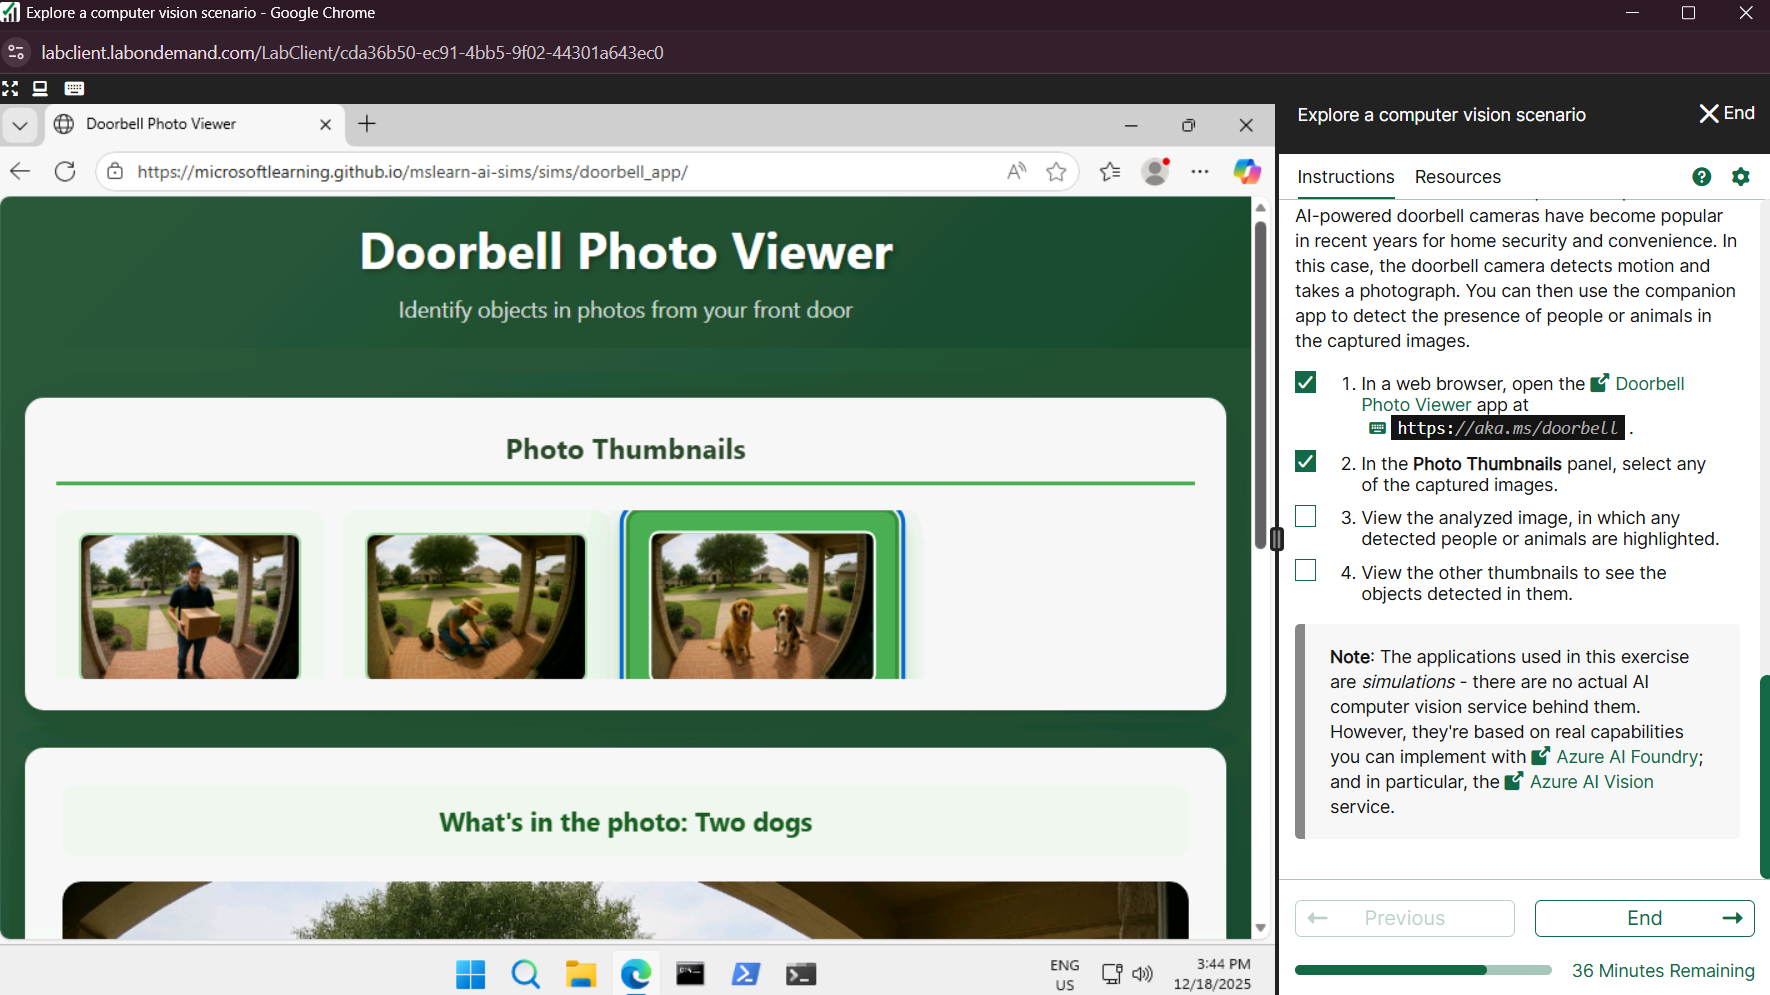 Explore a computer vision scenario - Google Chrome
labclient.labondemand.com/LabClient/cda36b50-ec91-4bb5-9f02-44301a643ec0
Doorbell Photo Viewer
https://microsoftlearning.github.io/mslearn-ai-sims/sims/doorbell_app/
Doorbell Photo Viewer
Identify objects in photos from your front door
Photo Thumbnails
What's in the photo: Two dogs
ENG
US
3:44 PM
12/18/2025
Explore a computer vision scenario
End
Instructions
Resources
AI-powered doorbell cameras have become popular
in recent years for home security and convenience. In
this case, the doorbell camera detects motion and
takes a photograph. You can then use the companion
app to detect the presence of people or animals in
the captured images.
1. In a web browser, open the Doorbell
Photo Viewer app at
https://aka.ms/doorbell .
2. In the Photo Thumbnails panel, select any
of the captured images.
3. View the analyzed image, in which any
detected people or animals are highlighted.
4. View the other thumbnails to see the
objects detected in them.
Note: The applications used in this exercise
are simulations - there are no actual AI
computer vision service behind them.
However, they're based on real capabilities
you can implement with Azure AI Foundry;
and in particular, the Azure AI Vision
service.
Previous
End
36 Minutes Remaining